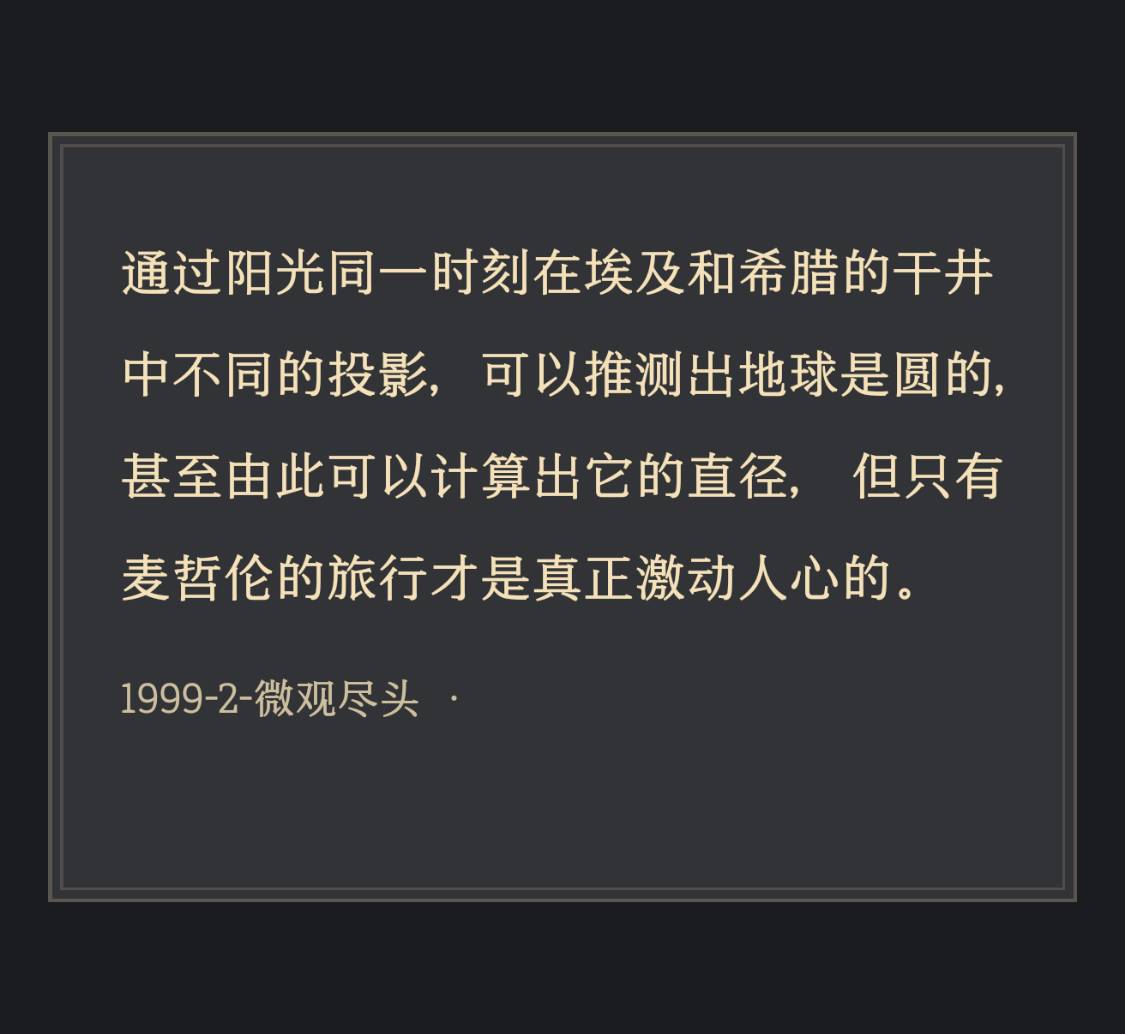 通过阳光同一时刻在埃及和希腊的干井
中不同的投影，可以推测出地球是圆的，
甚至由此可以计算出它的直径， 但只有
麦哲伦的旅行才是真正激动人心的。
1999-2-微观尽头 ·